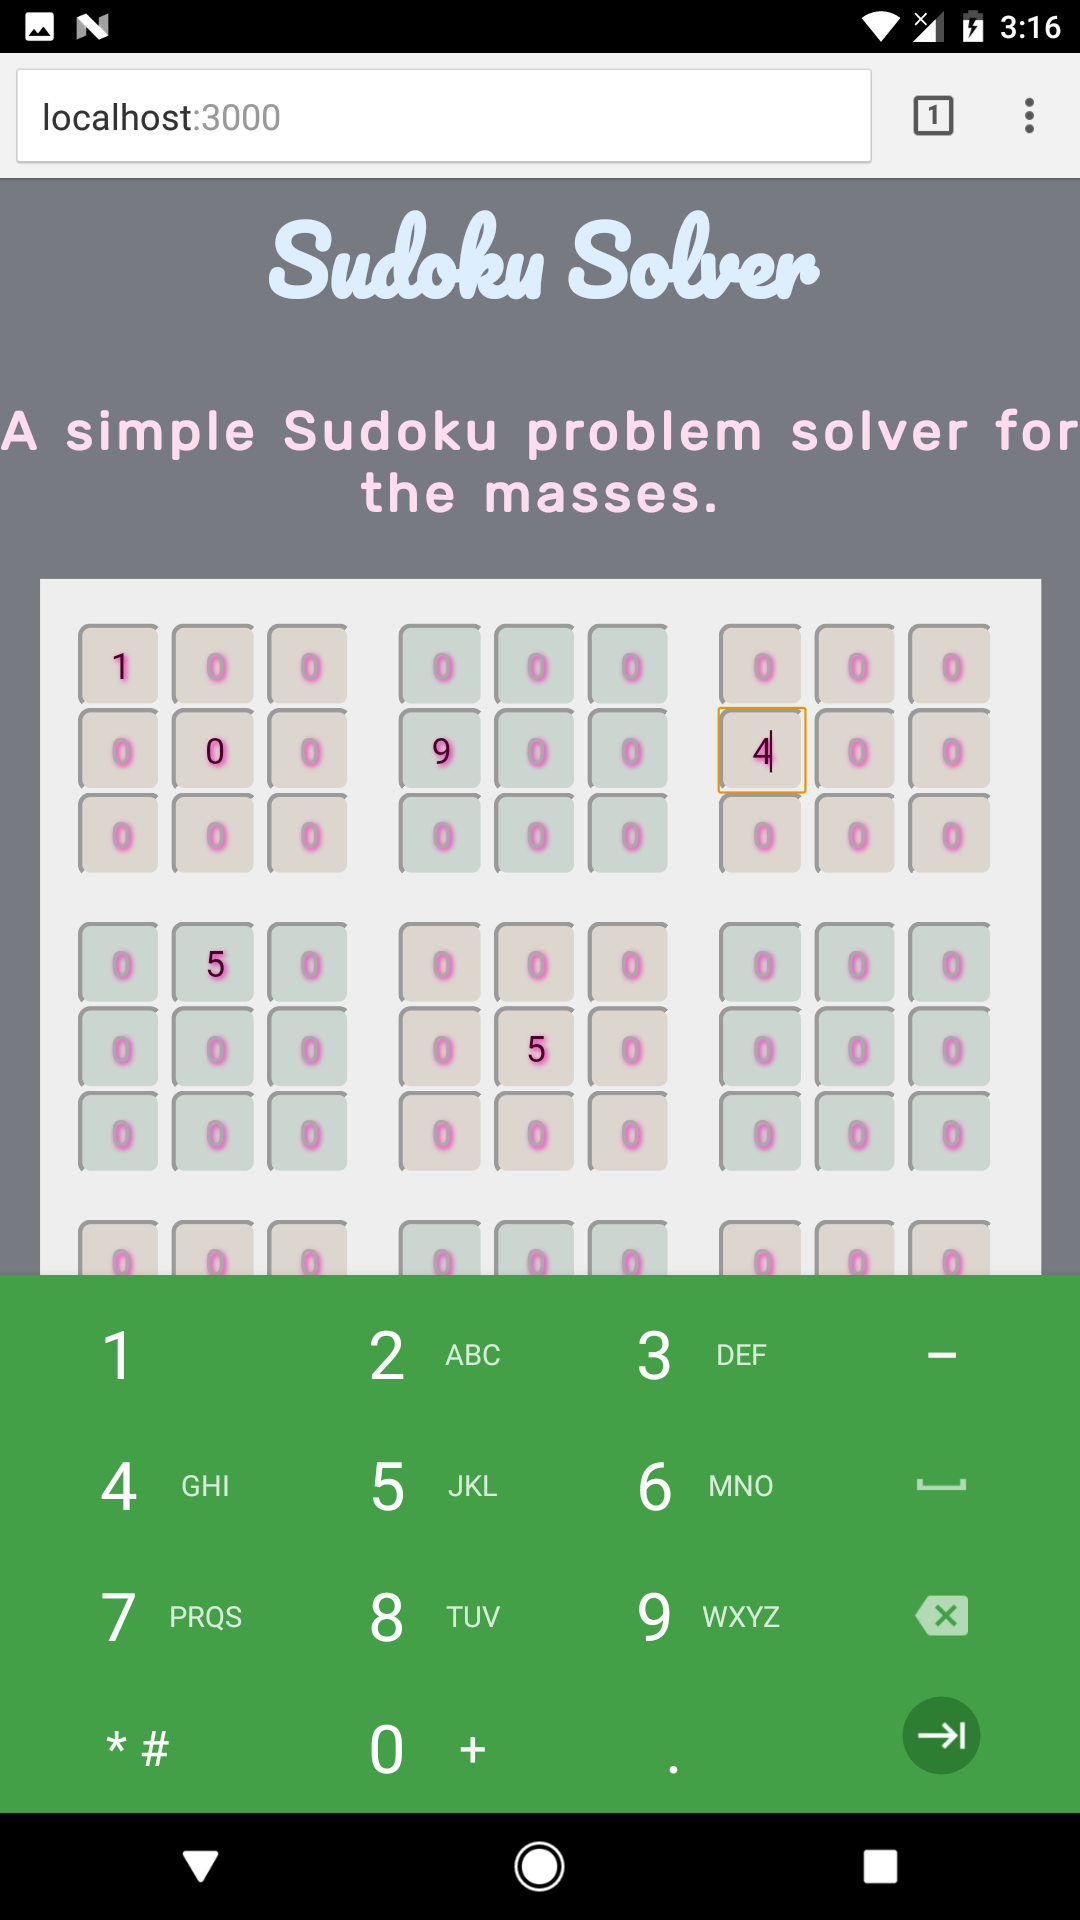 3:16
localhost:3000
1
Sudoku Solver
A simple Sudoku problem solver for
the masses.
1 0 0 0 0 0 0 0 0
0 0 0 9 0 0 4 0 0
0 0 0 0 0 0 0 0 0
0 5 0 0 0 0 0 0 0
0 0 0 0 5 0 0 0 0
0 0 0 0 0 0 0 0 0
0 0 0 0 0 0 0 0 0
1 2 ABC 3 DEF –
4 GHI 5 JKL 6 MNO
7 PRQS 8 TUV 9 WXYZ
* # 0 + .